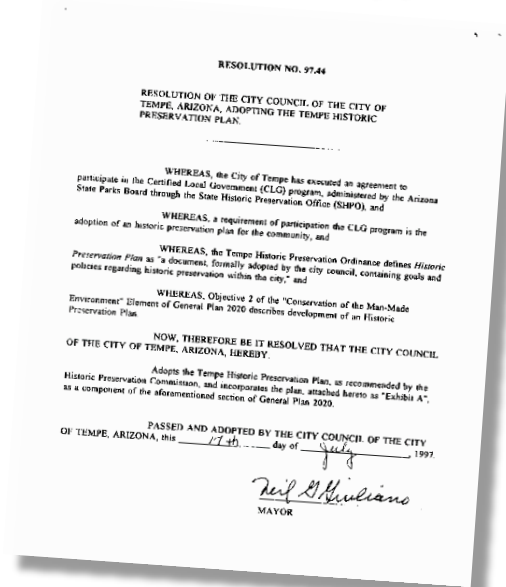 RESOLUTION NO. 97.44
RESOLUTION OF THE CITY COUNCIL OF THE CITY OF
TEMPE, ARIZONA, ADOPTING THE TEMPE HISTORIC
PRESERVATION PLAN.
WHEREAS, the City of Tempe has executed an agreement to
participate in the Certified Local Government (CLG) program, administered by the Arizona
State Parks Board through the State Historic Preservation Office (SHPO), and
WHEREAS, a requirement of participation the CLG program is the
adoption of an historic preservation plan for the community, and
WHEREAS, the Tempe Historic Preservation Ordinance defines Historic
Preservation Plan as "a document, formally adopted by the city council, containing goals and
policies regarding historic preservation within the city," and
WHEREAS, Objective 2 of the "Conservation of the Man-Made
Environment" Element of General Plan 2020 describes development of an Historic
Preservation Plan
NOW, THEREFORE BE IT RESOLVED THAT THE CITY COUNCIL
OF THE CITY OF TEMPE, ARIZONA, HEREBY.
Adopts the Tempe Historic Preservation Plan, as recommended by the
Historic Preservation Commission, and incorporates the plan, attached hereto as "Exhibit A",
as a component of the aforementioned section of General Plan 2020.
PASSED AND ADOPTED BY THE CITY COUNCIL OF THE CITY
OF TEMPE, ARIZONA, this 17th day of July, 1997.
Neil G Giuliano
MAYOR